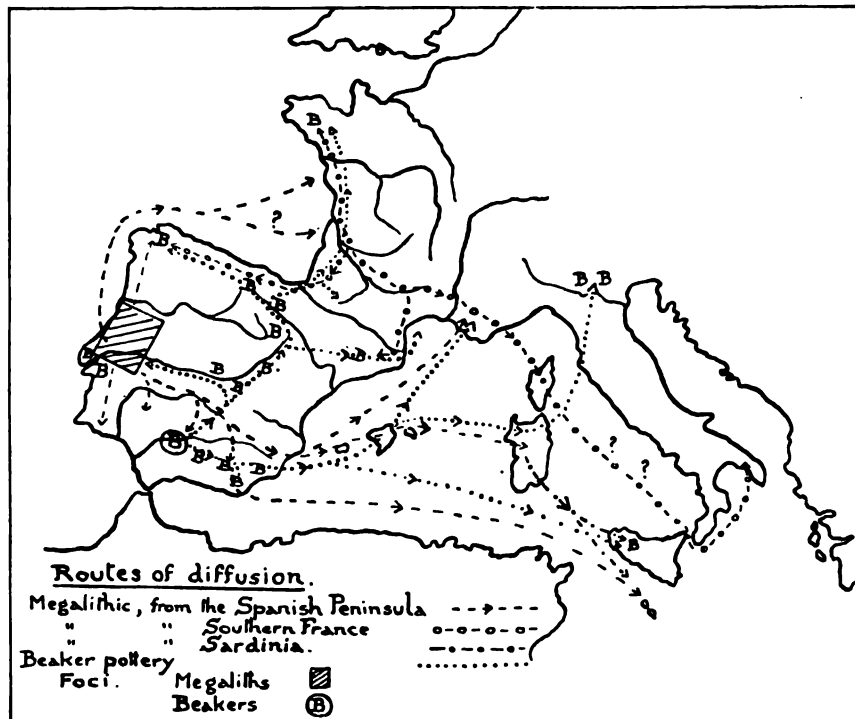 B
?
B
B B
B
B
B
B
B
B
B
B
B
B
B
B
B
B
? ?
B
Routes of diffusion.
Megalithic, from the Spanish Peninsula
" " Southern France
" " Sardinia.
Beaker pottery
Foci. Megaliths
Beakers B